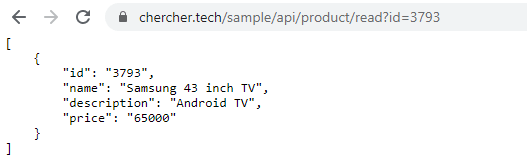 chercher.tech/sample/api/product/read?id=3793
[
    {
        "id": "3793",
        "name": "Samsung 43 inch TV",
        "description": "Android TV",
        "price": "65000"
    }
]